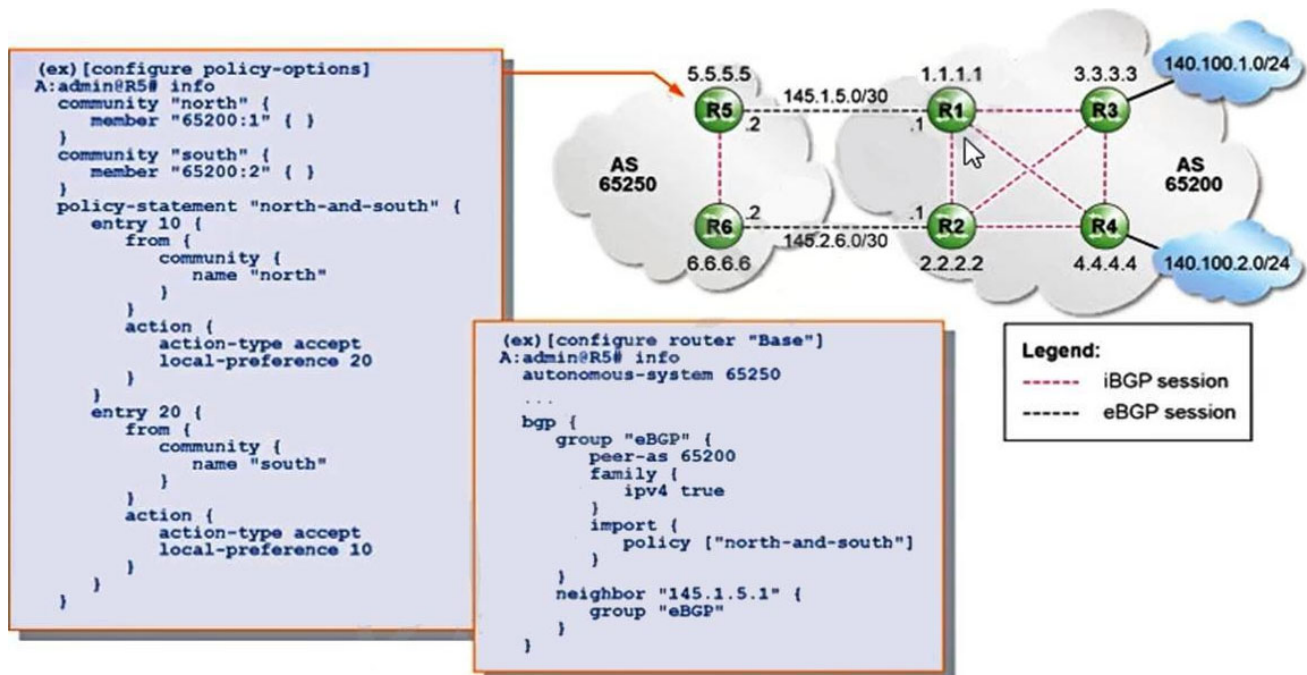 (ex)[configure policy-options]
A:admin@R5# info
community "north" {
member "65200:1" { }
}
community "south" {
member "65200:2" { }
}
policy-statement "north-and-south" {
entry 10 {
from {
community {
name "north"
}
}
action {
action-type accept
local-preference 20
}
}
entry 20 {
from {
community {
name "south"
}
}
action {
action-type accept
local-preference 10
}
}
}
(ex)[configure router "Base"]
A:admin@R5# info
autonomous-system 65250
...
bgp {
group "eBGP" {
peer-as 65200
family {
ipv4 true
}
import {
policy ["north-and-south"]
}
}
neighbor "145.1.5.1" {
group "eBGP"
}
}
5.5.5.5
1.1.1.1
3.3.3.3
140.100.1.0/24
R5
145.1.5.0/30
R1
R3
.2
.1
AS
65250
AS
65200
R6
.2
145.2.6.0/30
.1
R2
R4
6.6.6.6
2.2.2.2
4.4.4.4
140.100.2.0/24
Legend:
iBGP session
eBGP session